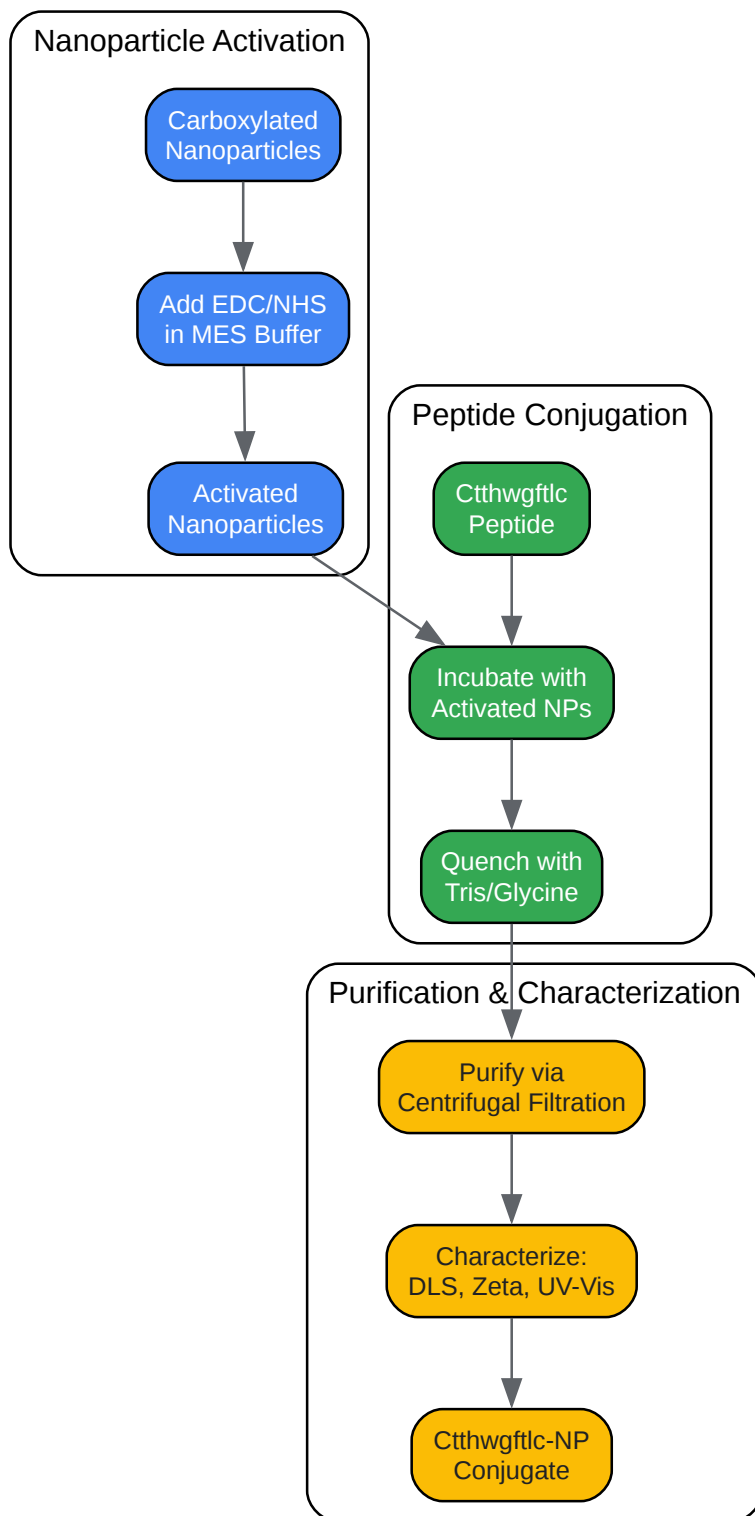 Nanoparticle Activation
Carboxylated
Nanoparticles
Add EDC/NHS
in MES Buffer
Activated
Nanoparticles
Peptide Conjugation
Ctthwgftlc
Peptide
Incubate with
Activated NPs
Quench with
Tris/Glycine
Purification & Characterization
Purify via
Centrifugal Filtration
Characterize:
DLS, Zeta, UV-Vis
Ctthwgftlc-NP
Conjugate